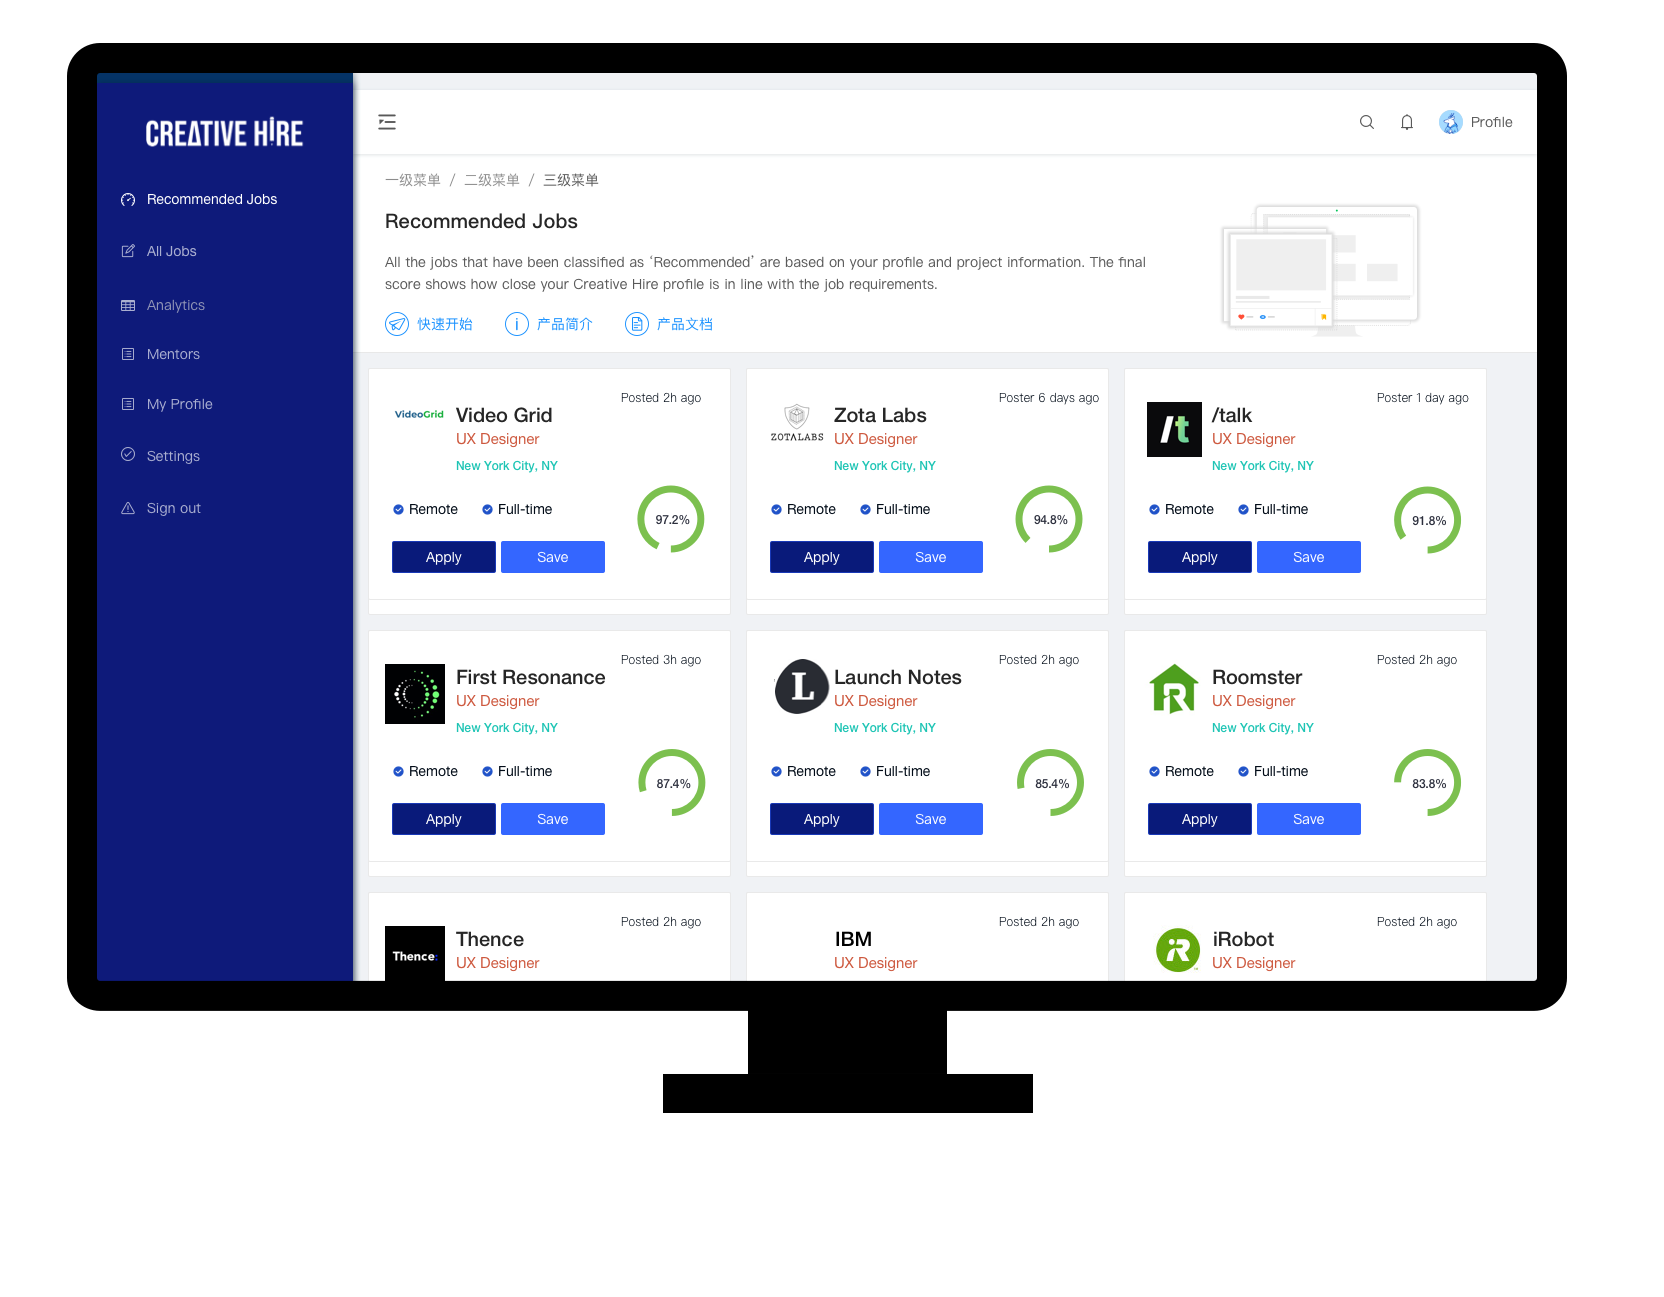 CREATIVE HIRE
Recommended Jobs
All Jobs
Analytics
Mentors
My Profile
Settings
Sign out
Profile
一级菜单 / 二级菜单 / 三级菜单
Recommended Jobs
All the jobs that have been classified as ‘Recommended’ are based on your profile and project information. The final
score shows how close your Creative Hire profile is in line with the job requirements.
快速开始 产品简介 产品文档
Posted 2h ago
VideoGrid
Video Grid
UX Designer
New York City, NY
Remote Full-time
97.2%
Apply Save
Poster 6 days ago
ZOTALABS
Zota Labs
UX Designer
New York City, NY
Remote Full-time
94.8%
Apply Save
Poster 1 day ago
/t
/talk
UX Designer
New York City, NY
Remote Full-time
91.8%
Apply Save
Posted 3h ago
First Resonance
UX Designer
New York City, NY
Remote Full-time
87.4%
Apply Save
Posted 2h ago
L
Launch Notes
UX Designer
New York City, NY
Remote Full-time
85.4%
Apply Save
Posted 2h ago
R
Roomster
UX Designer
New York City, NY
Remote Full-time
83.8%
Apply Save
Posted 2h ago
Thence:
Thence
UX Designer
Posted 2h ago
IBM
UX Designer
Posted 2h ago
iR
iRobot
UX Designer